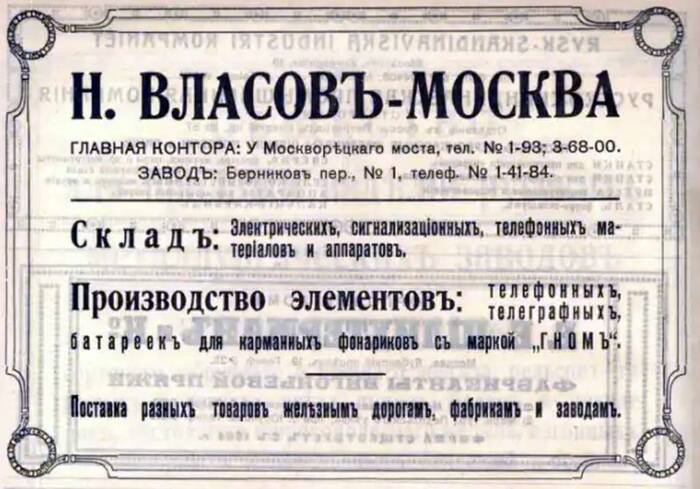 Н. ВЛАСОВЪ-МОСКВА
ГЛАВНАЯ КОНТОРА: У Москворѣцкаго моста, тел. № 1-93; 3-68-00.
ЗАВОДЪ: Берниковъ пер., № 1, телеф. № 1-41-84.
Складъ: Электрическихъ, сигнализаціонныхъ, телефонныхъ ма-
теріаловъ и аппаратовъ.
Производство элементовъ: телефонныхъ,
телеграфныхъ,
батареекъ для карманныхъ фонариковъ съ маркой „ГНОМЪ“.
Поставка разныхъ товаровъ желѣзнымъ дорогамъ, фабрикамъ и заводамъ.